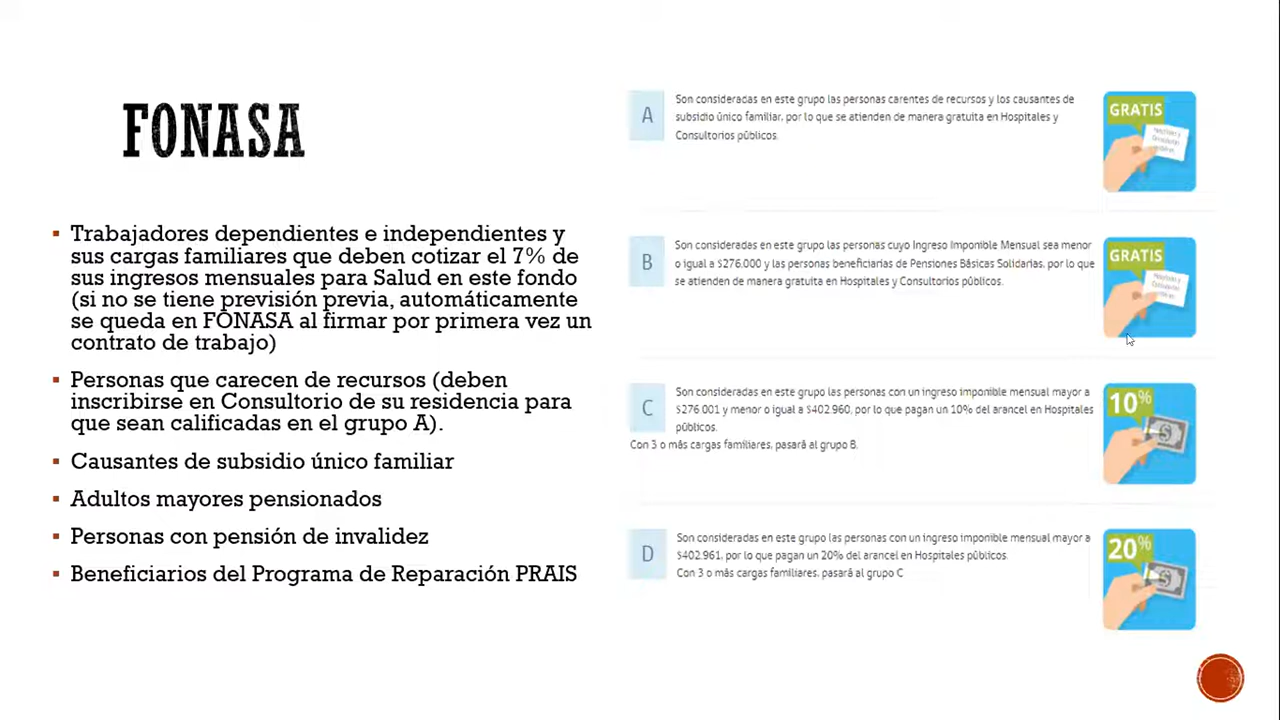 FONASA
▪ Trabajadores dependientes e independientes y
sus cargas familiares que deben cotizar el 7% de
sus ingresos mensuales para Salud en este fondo
(si no se tiene previsión previa, automáticamente
se queda en FONASA al firmar por primera vez un
contrato de trabajo)
▪ Personas que carecen de recursos (deben
inscribirse en Consultorio de su residencia para
que sean calificadas en el grupo A).
▪ Causantes de subsidio único familiar
▪ Adultos mayores pensionados
▪ Personas con pensión de invalidez
▪ Beneficiarios del Programa de Reparación PRAIS
A
Son consideradas en este grupo las personas carentes de recursos y los causantes de
subsidio único familiar, por lo que se atienden de manera gratuita en Hospitales y
Consultorios públicos.
GRATIS
B
Son consideradas en este grupo las personas cuyo Ingreso Imponible Mensual sea menor
o igual a $276.000 y las personas beneficiarias de Pensiones Básicas Solidarias, por lo que
se atienden de manera gratuita en Hospitales y Consultorios públicos.
GRATIS
C
Son consideradas en este grupo las personas con un ingreso imponible mensual mayor a
$276.001 y menor o igual a $402.960, por lo que pagan un 10% del arancel en Hospitales
públicos.
Con 3 o más cargas familiares, pasará al grupo B.
10%
D
Son consideradas en este grupo las personas con un ingreso imponible mensual mayor a
$402.961, por lo que pagan un 20% del arancel en Hospitales públicos.
Con 3 o más cargas familiares, pasará al grupo C
20%